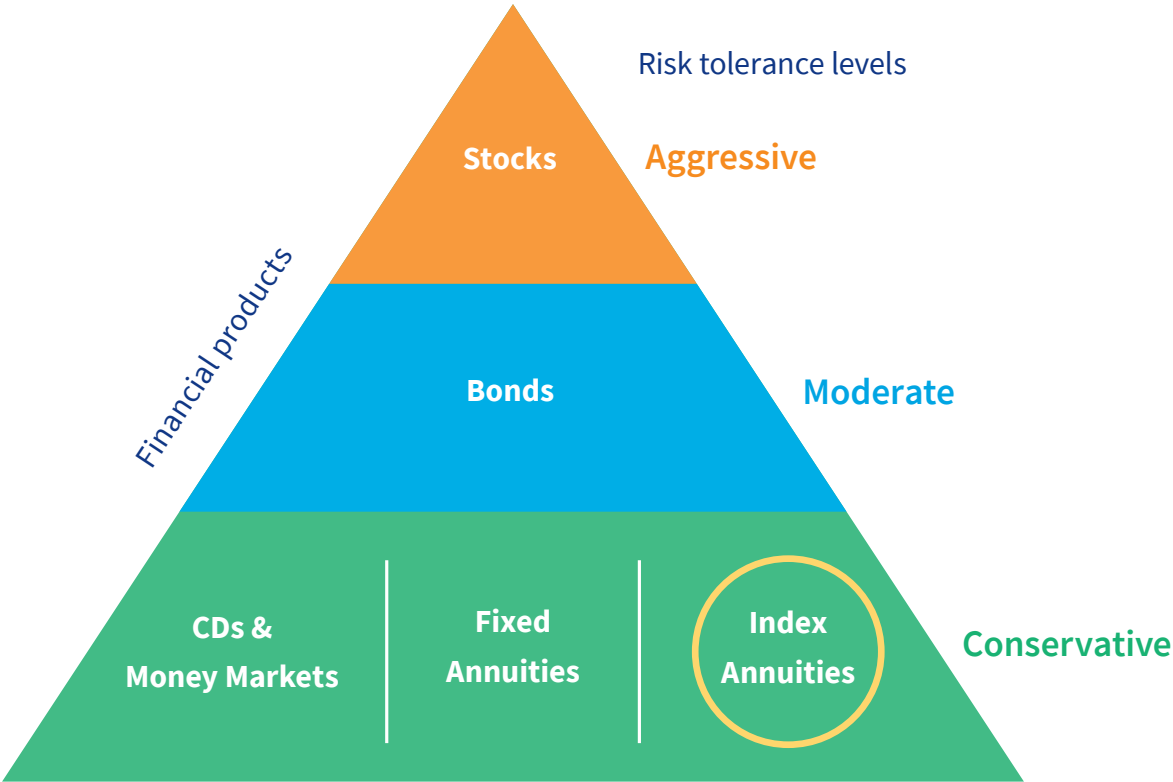 Risk tolerance levels
Stocks
Aggressive
Financial products
Bonds
Moderate
CDs &
Money Markets
Fixed
Annuities
Index
Annuities
Conservative